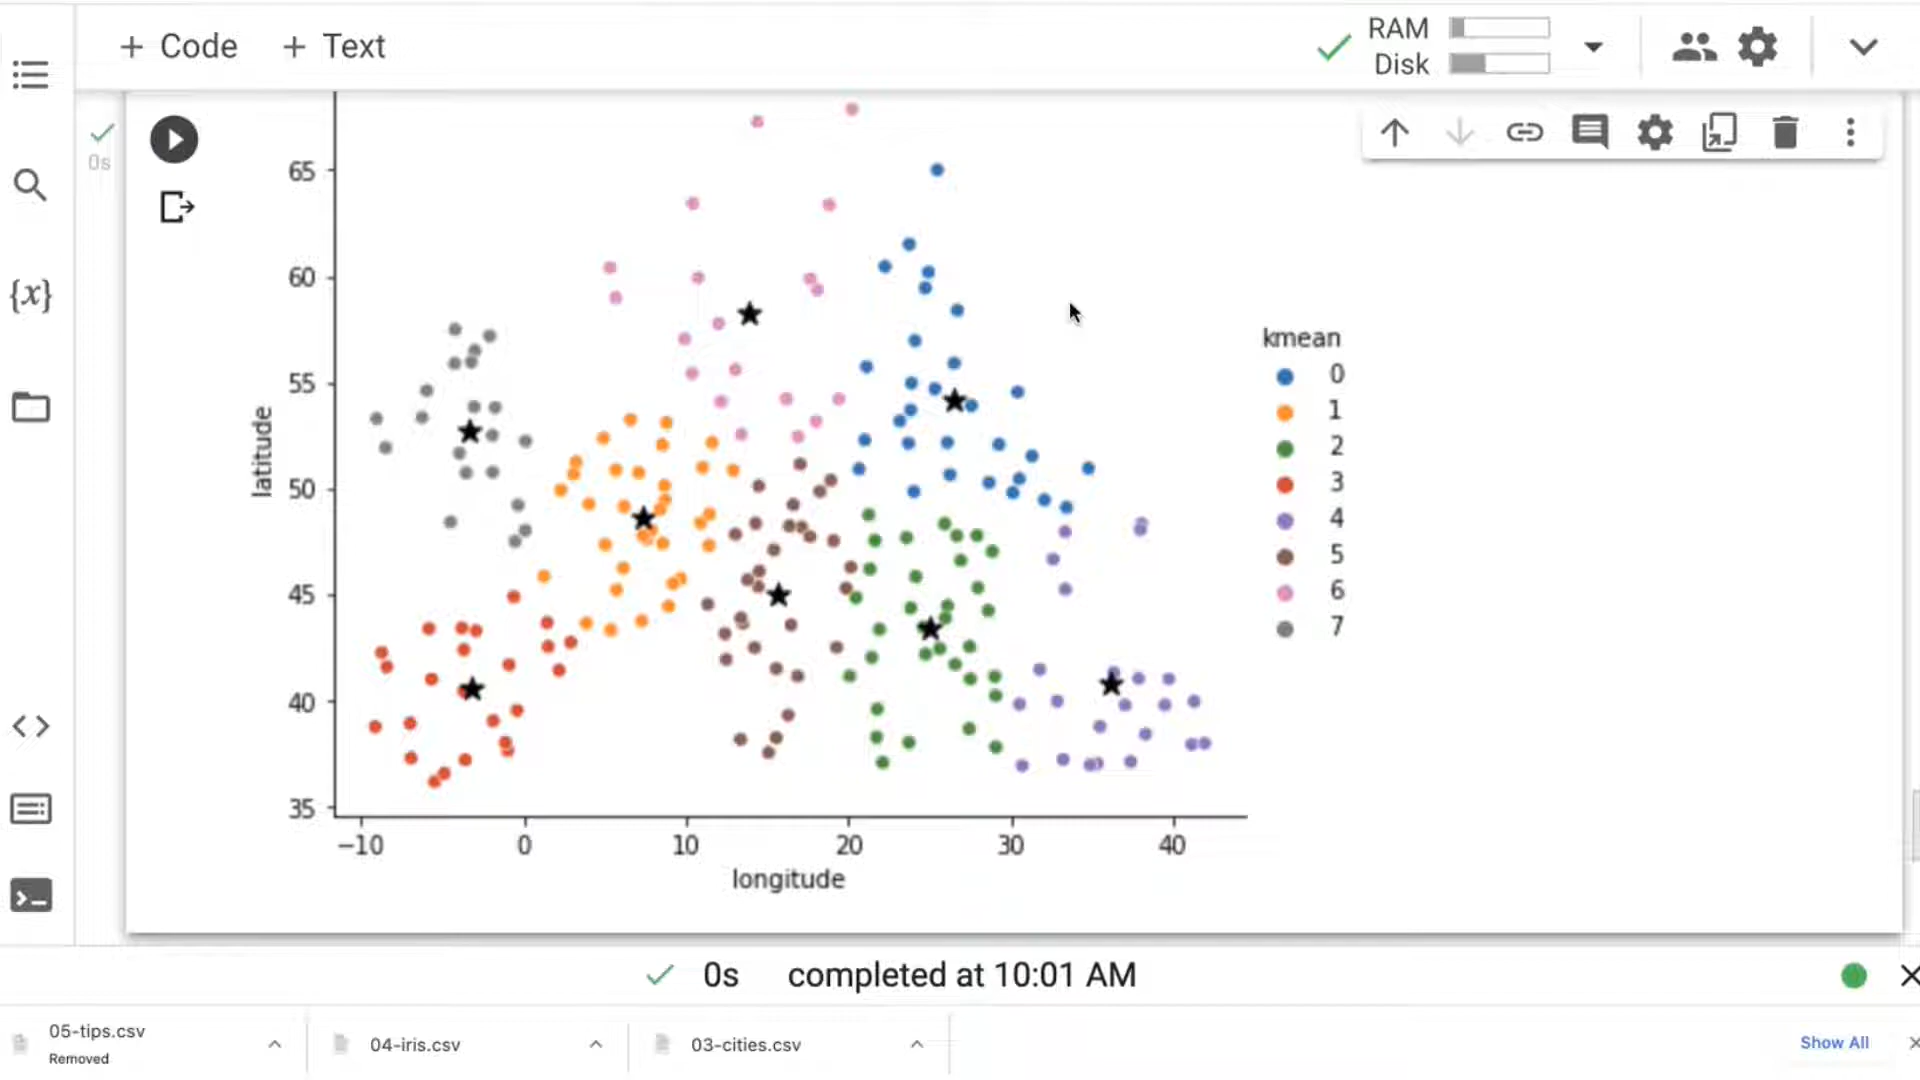 + Code + Text
RAM
Disk
0s
{x}
65
60
55
50
45
40
35
latitude
−10 0 10 20 30 40
longitude
kmean
0
1
2
3
4
5
6
7
0s completed at 10:01 AM
05-tips.csv
Removed
04-iris.csv
03-cities.csv
Show All